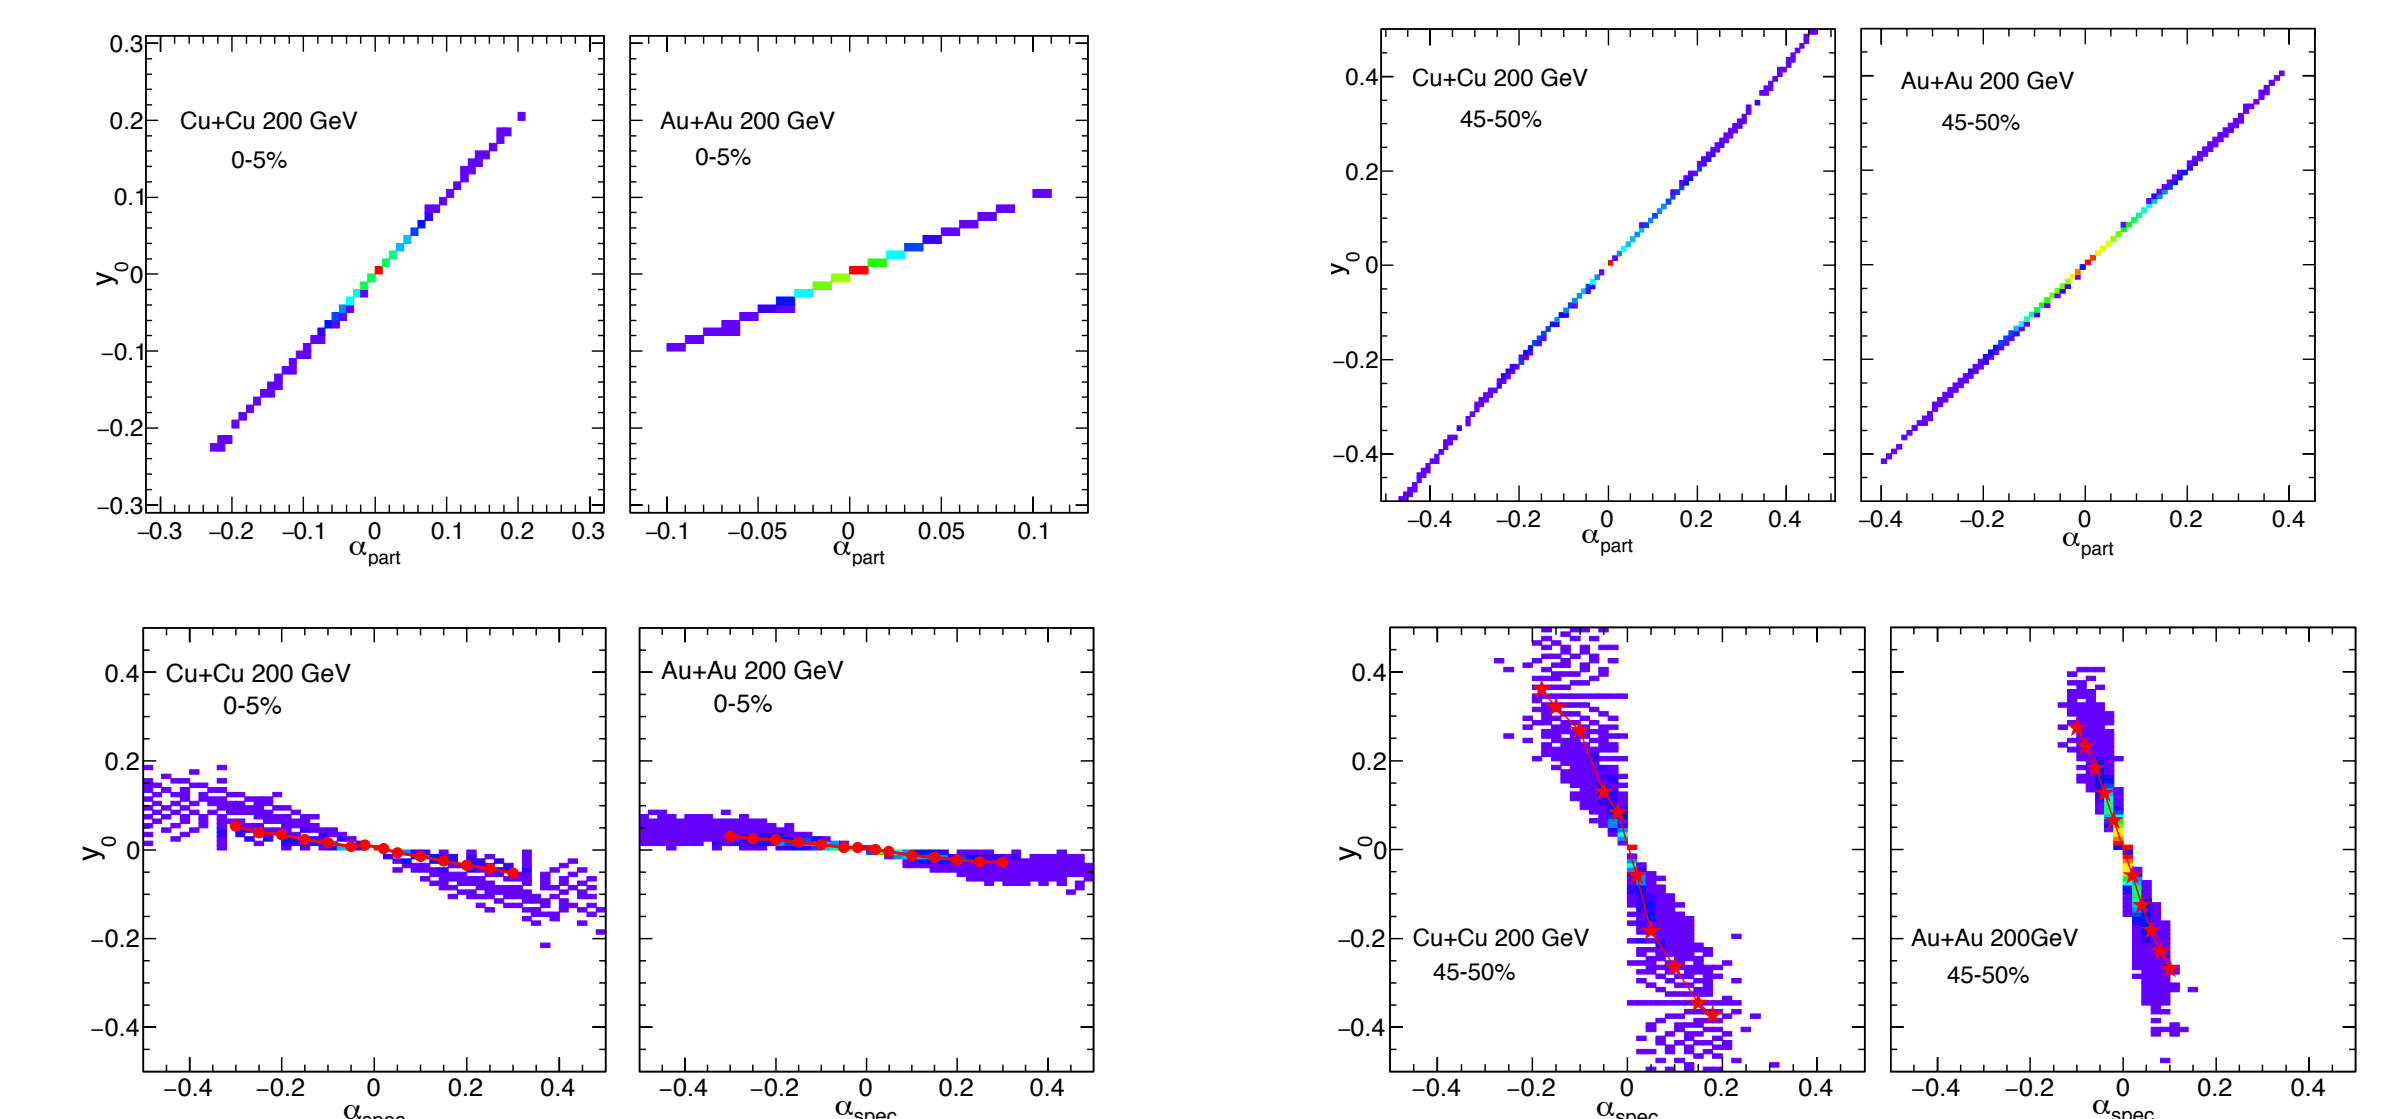 0.3
0.2
0.1
0
−0.1
−0.2
−0.3
y0
Cu+Cu 200 GeV
0-5%
−0.3 −0.2 −0.1 0 0.1 0.2 0.3
αpart
Au+Au 200 GeV
0-5%
−0.1 −0.05 0 0.05 0.1
αpart
0.4
0.2
0
−0.2
−0.4
y0
Cu+Cu 200 GeV
45-50%
−0.4 −0.2 0 0.2 0.4
αpart
Au+Au 200 GeV
45-50%
−0.4 −0.2 0 0.2 0.4
αpart
0.4
0.2
0
−0.2
−0.4
y0
Cu+Cu 200 GeV
0-5%
−0.4 −0.2 0 0.2 0.4
αspec
Au+Au 200 GeV
0-5%
−0.4 −0.2 0 0.2 0.4
αspec
0.4
0.2
0
−0.2
−0.4
y0
Cu+Cu 200 GeV
45-50%
−0.4 −0.2 0 0.2 0.4
αspec
Au+Au 200GeV
45-50%
−0.4 −0.2 0 0.2 0.4
αspec